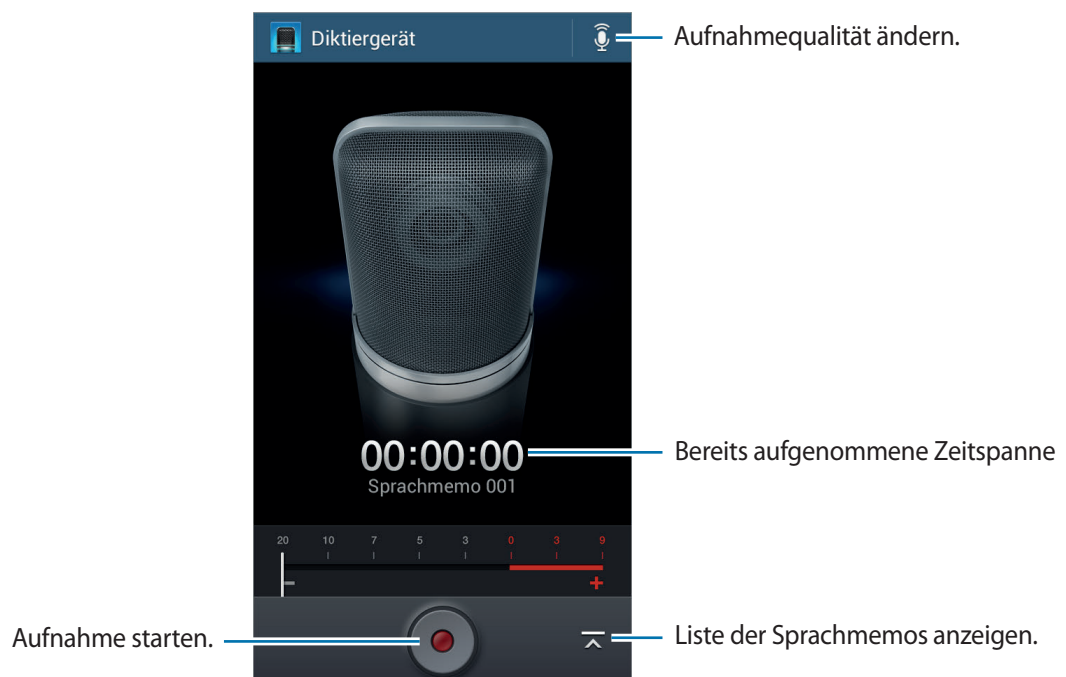 Diktiergerät
Aufnahmequalität ändern.
00:00:00
Bereits aufgenommene Zeitspanne
Sprachmemo 001
20 10 7 5 3 0 3 9
- +
Aufnahme starten.
Liste der Sprachmemos anzeigen.